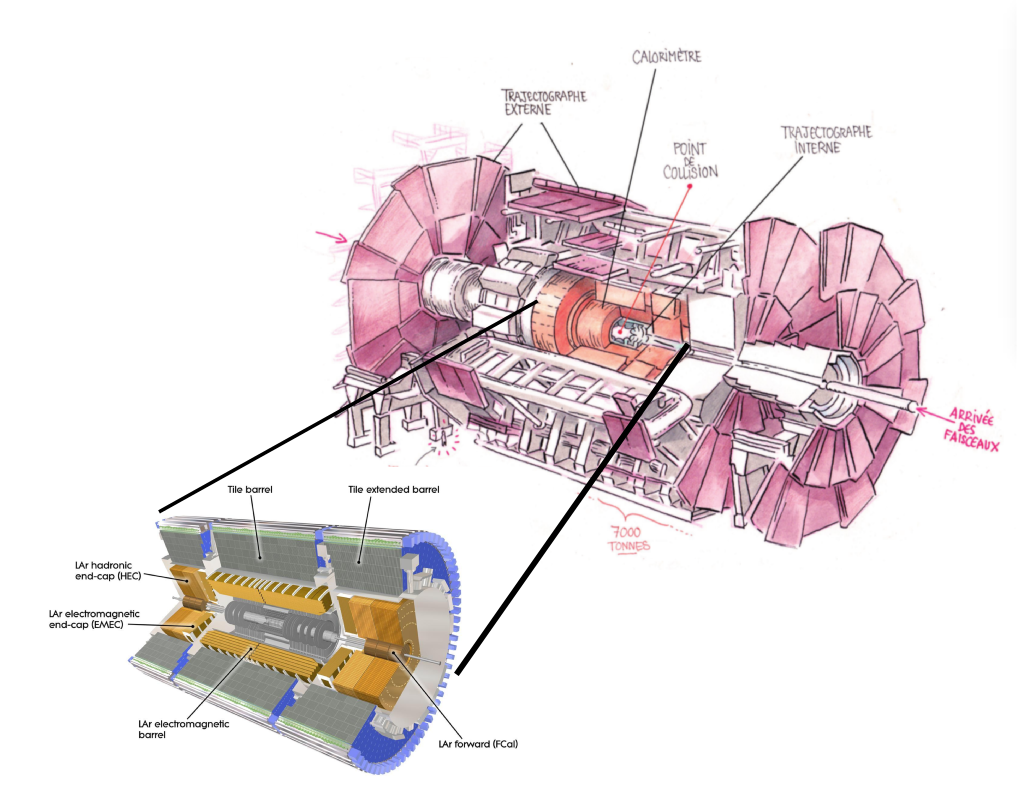 CALORIMÈTRE
TRAJECTOGRAPHE
EXTERNE
TRAJECTOGRAPHE
INTERNE
POINT
DE
COLLISION
ARRIVÉE
DES
FAISCEAUX
7000
TONNES
Tile barrel
Tile extended barrel
LAr hadronic
end-cap (HEC)
LAr electromagnetic
end-cap (EMEC)
LAr electromagnetic
barrel
LAr forward (FCal)